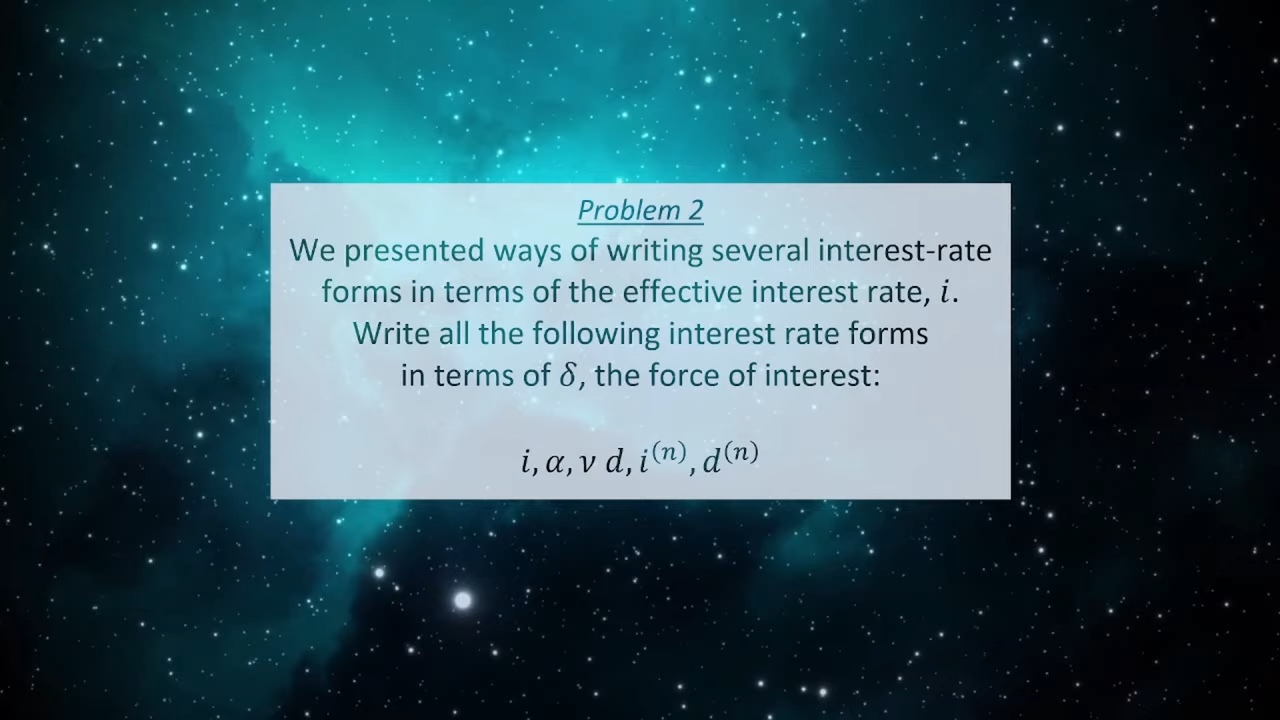 Problem 2
We presented ways of writing several interest-rate
forms in terms of the effective interest rate, i.
Write all the following interest rate forms
in terms of δ, the force of interest:
i, α, ν d, i⁽ⁿ⁾, d⁽ⁿ⁾